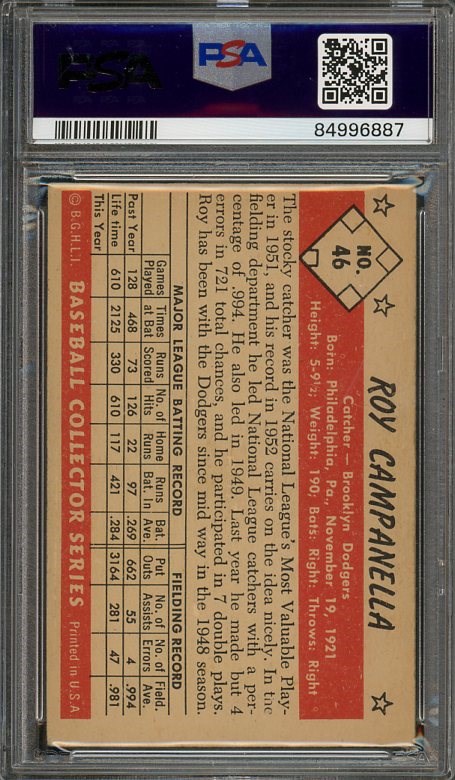 PSA
PSA
84996887
NO.
46
ROY CAMPANELLA
Catcher — Brooklyn Dodgers
Born: Philadelphia, Pa., November 19, 1921
Height: 5-9½; Weight: 190; Bats: Right; Throws: Right
The stocky catcher was the National League's Most Valuable Play-
er in 1951, and his record in 1952 carries on the idea nicely. In the
fielding department he led National League catchers with a per-
centage of .994. He also led in 1949. Last year he made but 4
errors in 721 total chances, and he participated in 7 double plays.
Roy has been with the Dodgers since mid way in the 1948 season.
MAJOR LEAGUE BATTING RECORD FIELDING RECORD
Games Times Runs No. of Home Runs Bat. Put No. of No. of Field.
Played at Bat Scored Hits Runs Bat. In Ave. Outs Assists Errors Ave.
Past Year 128 468 73 126 22 97 .269 662 55 4 .994
Life time 610 2125 330 610 117 421 .284 3164 281 47 .981
This Year
© B.G.H.L.I. BASEBALL COLLECTOR SERIES Printed in U.S.A